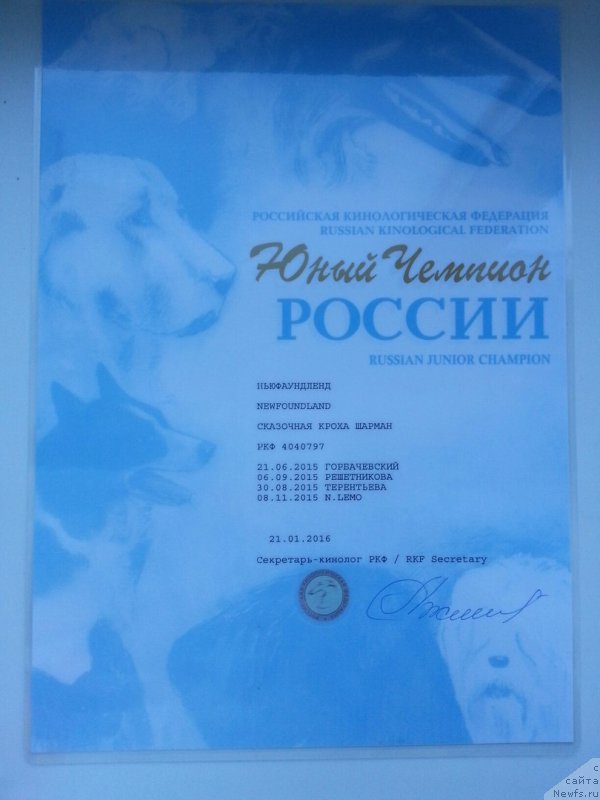 РОССИЙСКАЯ КИНОЛОГИЧЕСКАЯ ФЕДЕРАЦИЯ
RUSSIAN KINOLOGICAL FEDERATION
Юный Чемпион
РОССИИ
RUSSIAN JUNIOR CHAMPION
НЬЮФАУНДЛЕНД
NEWFOUNDLAND
СКАЗОЧНАЯ КРОХА ШАРМАН
РКФ 4040797
21.06.2015 ГОРБАЧЕВСКИЙ
06.09.2015 РЕШЕТНИКОВА
30.08.2015 ТЕРЕНТЬЕВА
08.11.2015 N.LEMO
21.01.2016
Секретарь-кинолог РКФ / RKF Secretary
с
сайта
Newfs.ru